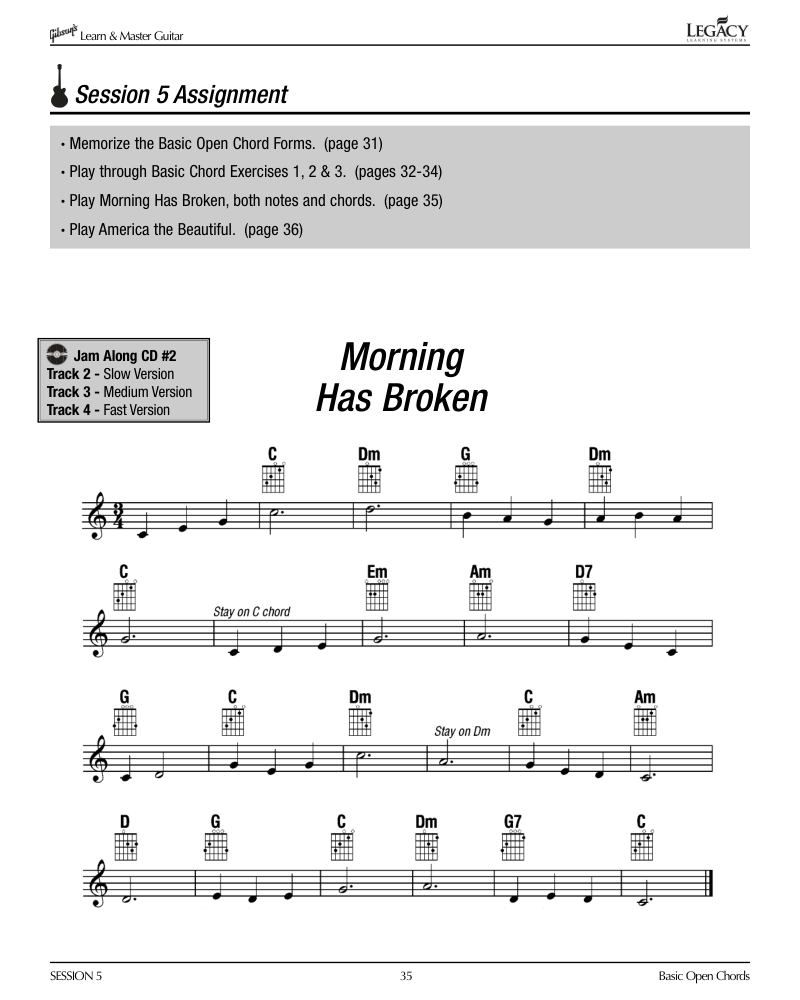 Gibson's Learn & Master Guitar
LEGACY
LEARNING SYSTEMS
Session 5 Assignment
• Memorize the Basic Open Chord Forms. (page 31)
• Play through Basic Chord Exercises 1, 2 & 3. (pages 32-34)
• Play Morning Has Broken, both notes and chords. (page 35)
• Play America the Beautiful. (page 36)
Jam Along CD #2
Track 2 - Slow Version
Track 3 - Medium Version
Track 4 - Fast Version
Morning
Has Broken
C Dm G Dm
3
4
C Em Am D7
Stay on C chord
G C Dm C Am
Stay on Dm
D G C Dm G7 C
SESSION 5 35 Basic Open Chords